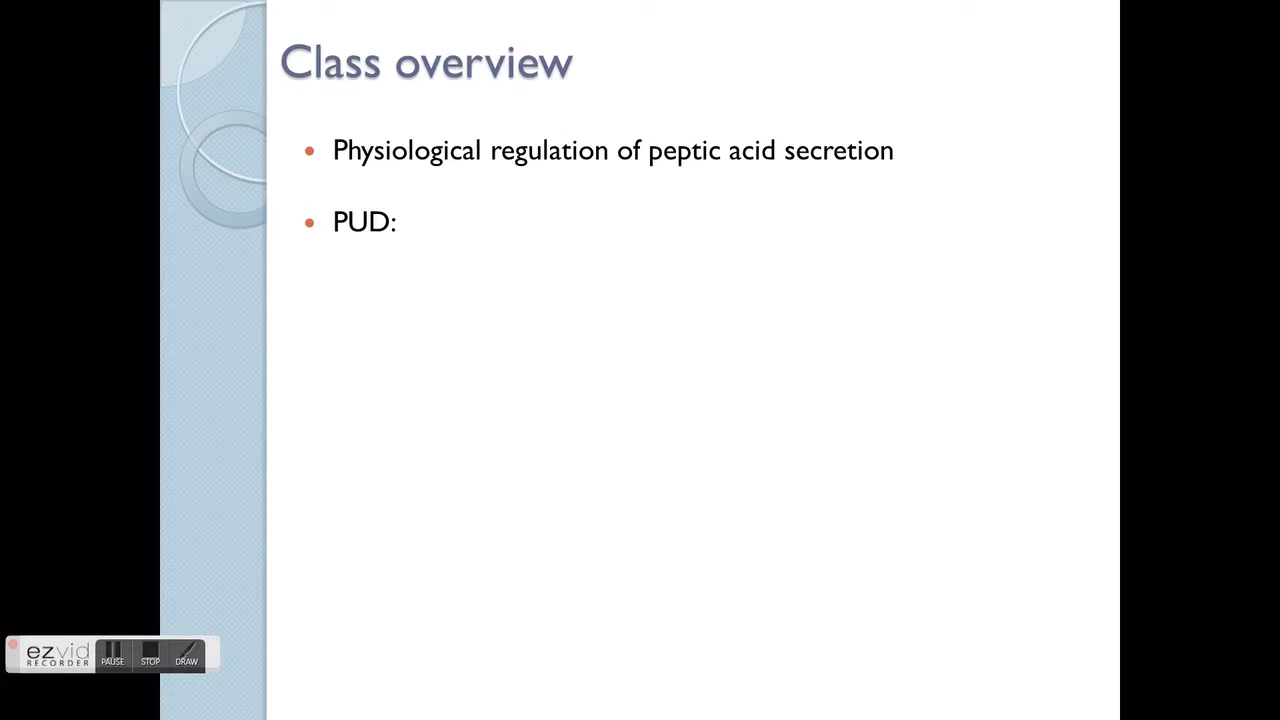 Class overview
Physiological regulation of peptic acid secretion
PUD:
ezvid
RECORDER
PAUSE
STOP
DRAW